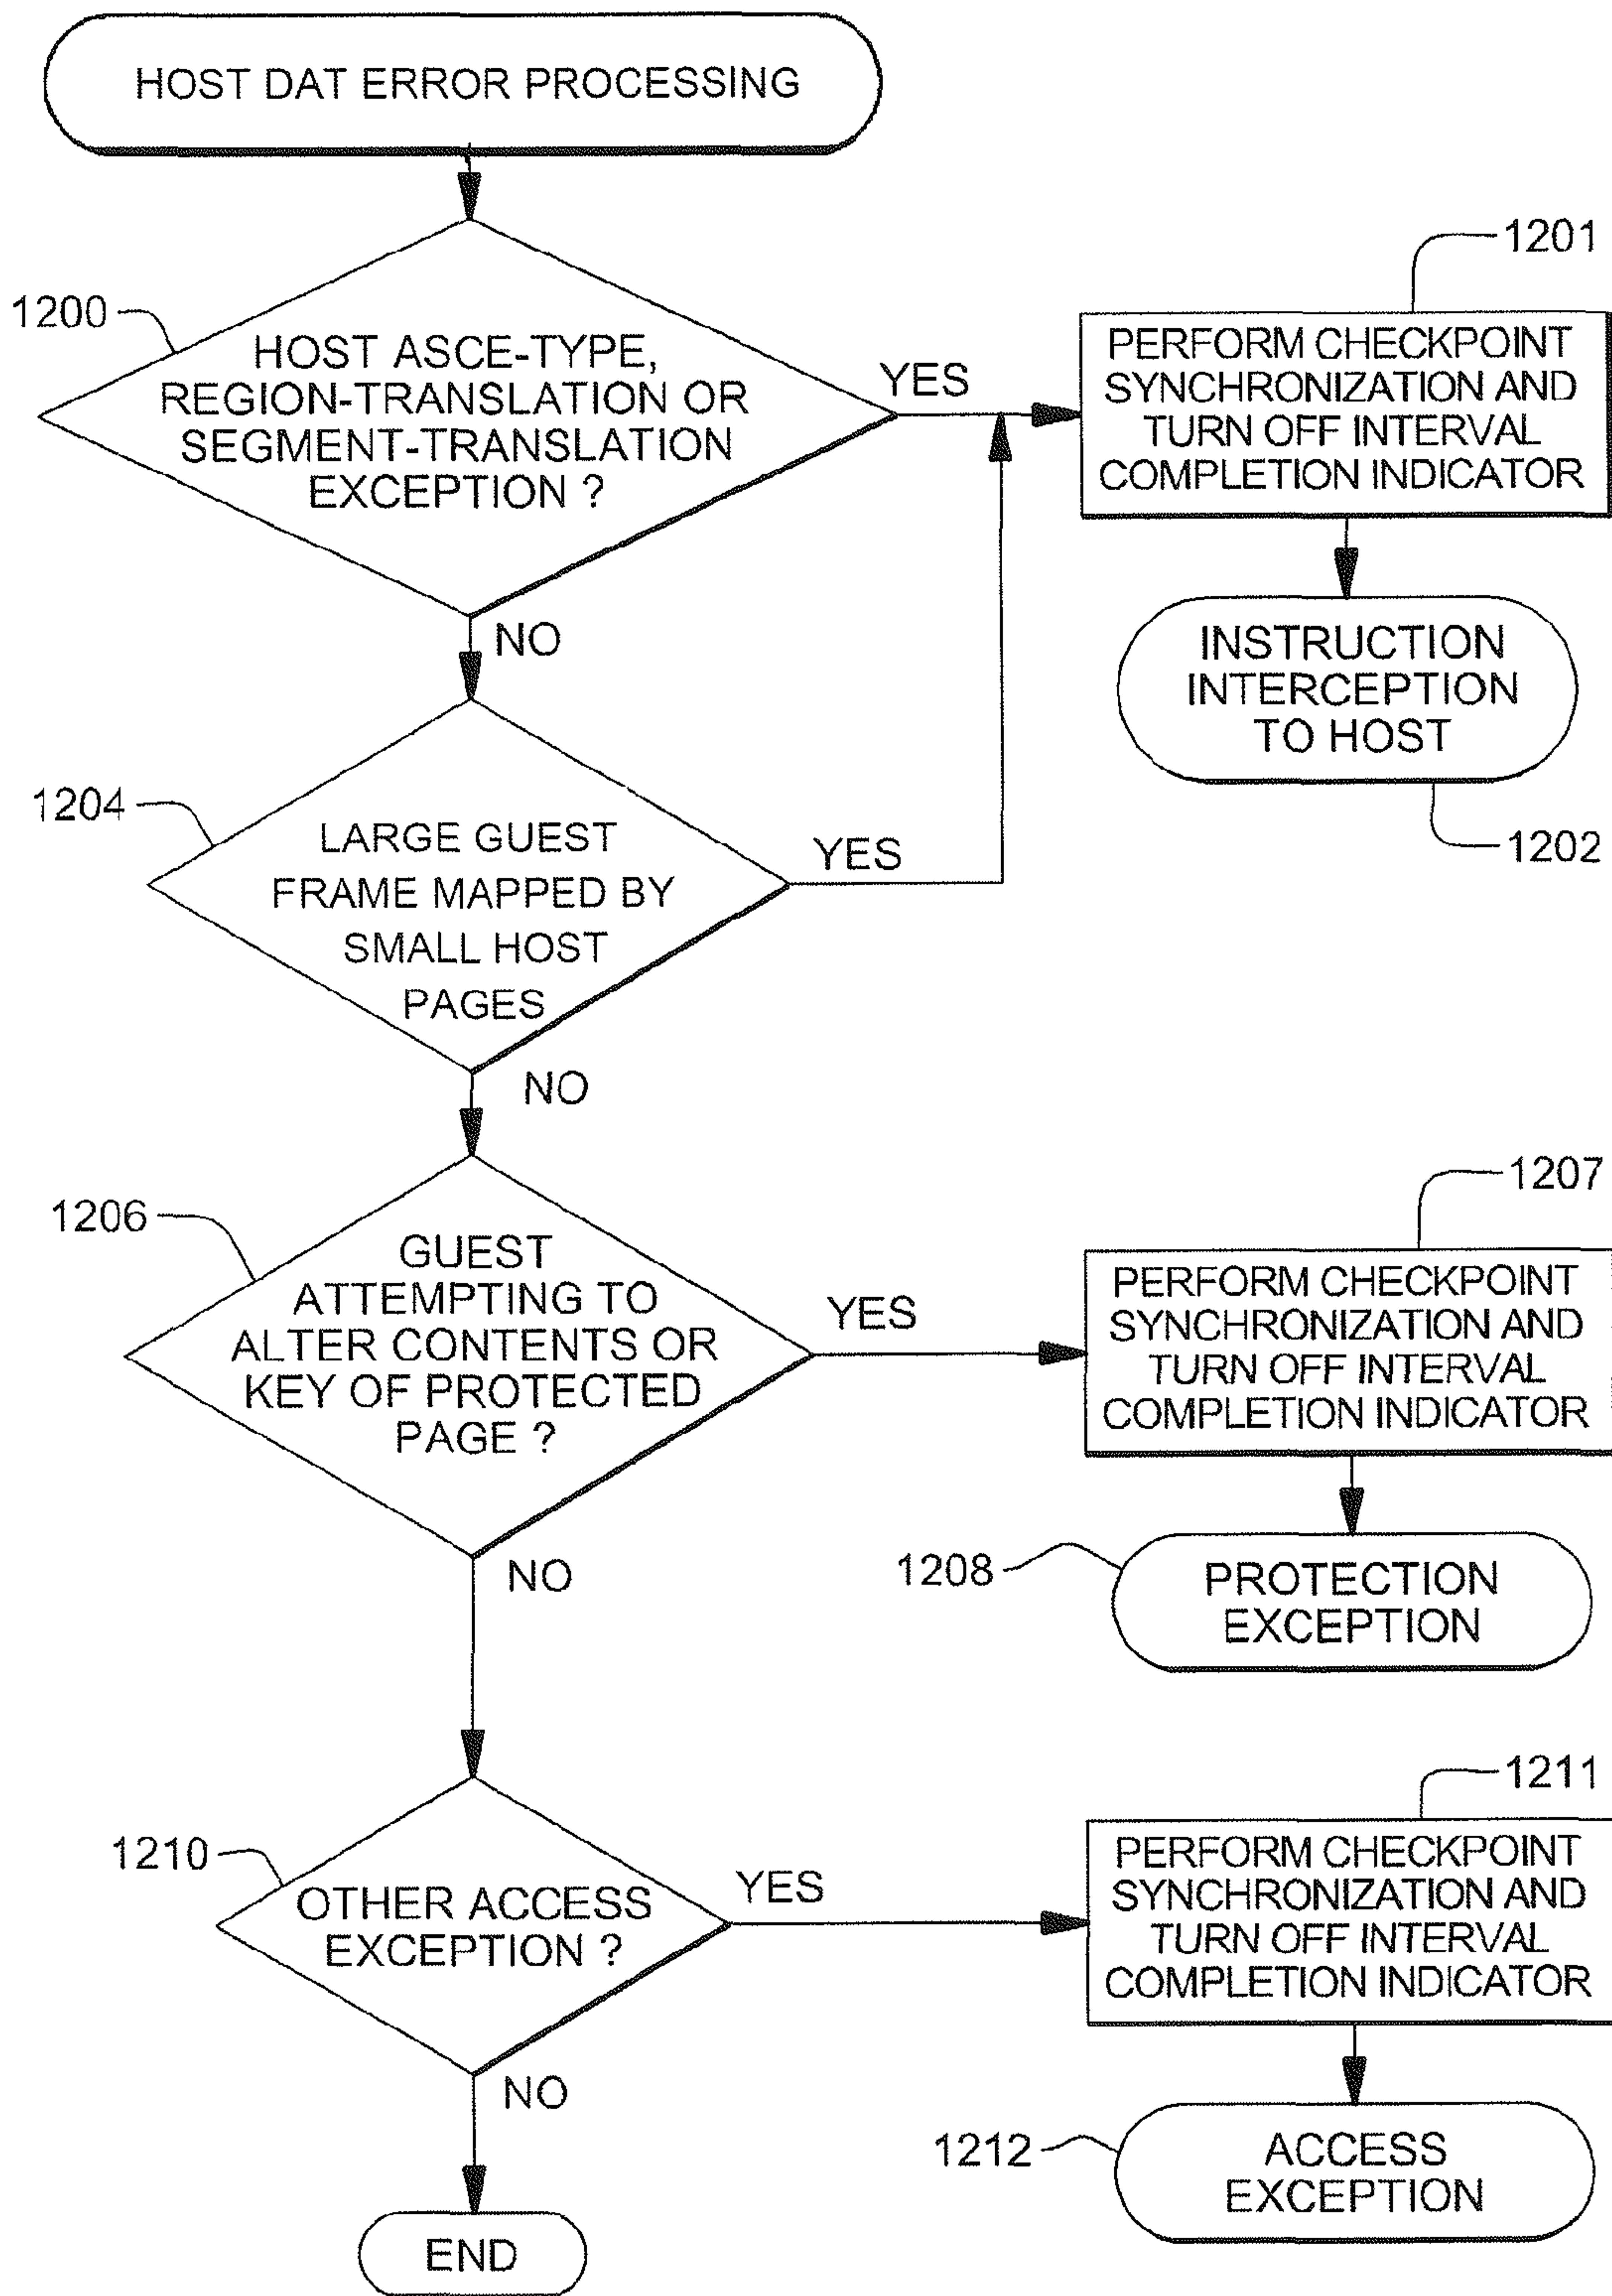 HOST DAT ERROR PROCESSING
1200
HOST ASCE-TYPE,
REGION-TRANSLATION OR
SEGMENT-TRANSLATION
EXCEPTION ?
YES
NO
1201
PERFORM CHECKPOINT
SYNCHRONIZATION AND
TURN OFF INTERVAL
COMPLETION INDICATOR
INSTRUCTION
INTERCEPTION
TO HOST
1202
1204
LARGE GUEST
FRAME MAPPED BY
SMALL HOST
PAGES
YES
NO
1206
GUEST
ATTEMPTING TO
ALTER CONTENTS OR
KEY OF PROTECTED
PAGE ?
YES
NO
1207
PERFORM CHECKPOINT
SYNCHRONIZATION AND
TURN OFF INTERVAL
COMPLETION INDICATOR
1208
PROTECTION
EXCEPTION
1210
OTHER ACCESS
EXCEPTION ?
YES
NO
1211
PERFORM CHECKPOINT
SYNCHRONIZATION AND
TURN OFF INTERVAL
COMPLETION INDICATOR
1212
ACCESS
EXCEPTION
END